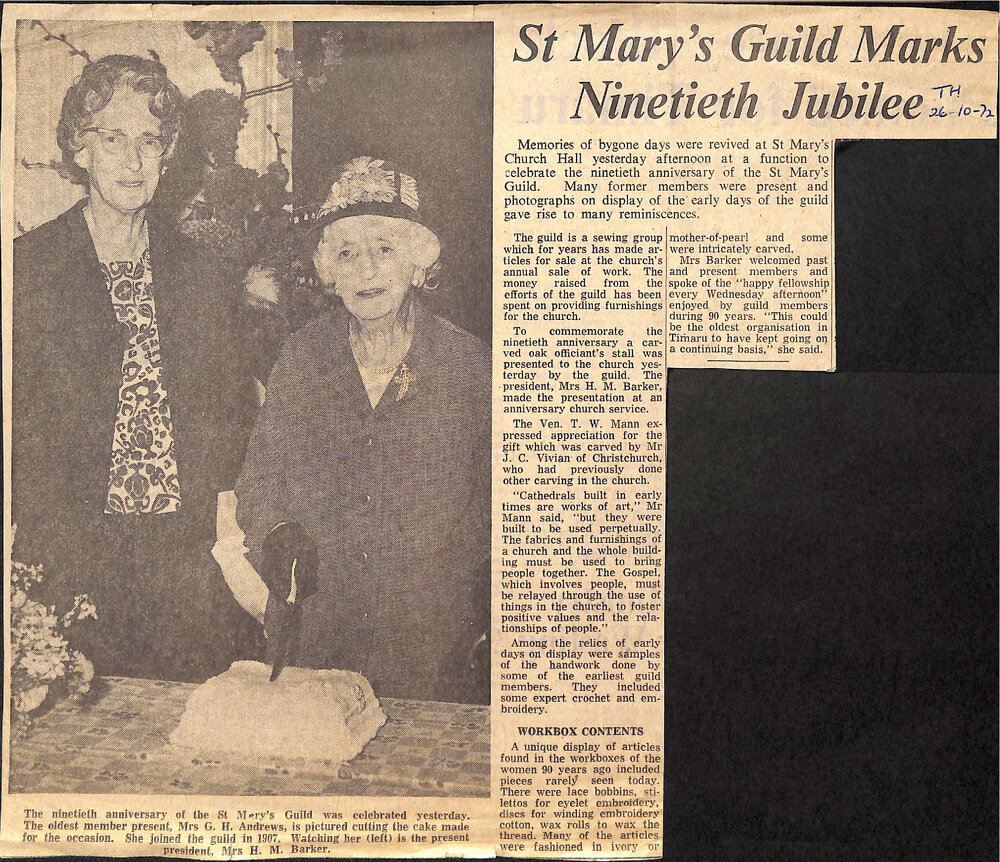 St Mary's Guild Marks
Ninetieth Jubilee
TH
26-10-72
Memories of bygone days were revived at St Mary's
Church Hall yesterday afternoon at a function to
celebrate the ninetieth anniversary of the St Mary's
Guild. Many former members were present and
photographs on display of the early days of the guild
gave rise to many reminiscences.
The guild is a sewing group
which for years has made ar-
ticles for sale at the church's
annual sale of work. The
money raised from the
efforts of the guild has been
spent on providing furnishings
for the church.
To commemorate the
ninetieth anniversary a car-
ved oak officiant's stall was
presented to the church yes-
terday by the guild. The
president, Mrs H. M. Barker,
made the presentation at an
anniversary church service.
The Ven. T. W. Mann ex-
pressed appreciation for the
gift which was carved by Mr
J. C. Vivian of Christchurch,
who had previously done
other carving in the church.
"Cathedrals built in early
times are works of art," Mr
Mann said, "but they were
built to be used perpetually.
The fabrics and furnishings of
a church and the whole build-
ing must be used to bring
people together. The Gospel,
which involves people, must
be relayed through the use of
things in the church, to foster
positive values and the rela-
tionships of people."
Among the relics of early
days on display were samples
of the handwork done by
some of the earliest guild
members. They included
some expert crochet and em-
broidery.
WORKBOX CONTENTS
A unique display of articles
found in the workboxes of the
women 90 years ago included
pieces rarely seen today.
There were lace bobbins, sti-
lettos for eyelet embroidery,
discs for winding embroidery
cotton, wax rolls to wax the
thread. Many of the articles
were fashioned in ivory or
mother-of-pearl and some
were intricately carved.
Mrs Barker welcomed past
and present members and
spoke of the "happy fellowship
every Wednesday afternoon"
enjoyed by guild members
during 90 years. "This could
be the oldest organisation in
Timaru to have kept going on
a continuing basis," she said.
The ninetieth anniversary of the St Mary's Guild was celebrated yesterday.
The oldest member present, Mrs G. H. Andrews, is pictured cutting the cake made
for the occasion. She joined the guild in 1907. Watching her (left) is the present
president, Mrs H. M. Barker.